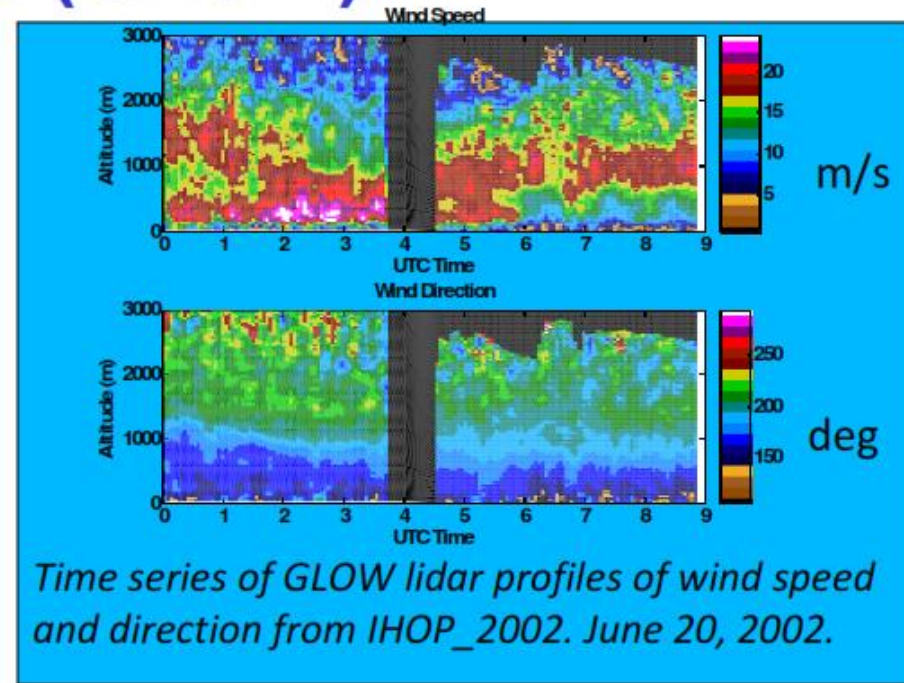 Wind Speed
3000
2000
1000
0
Altitude (m)
0 1 2 3 4 5 6 7 8 9
UTC Time
20
15
10
5
m/s
Wind Direction
3000
2000
1000
0
Altitude (m)
0 1 2 3 4 5 6 7 8 9
UTC Time
250
200
150
deg
Time series of GLOW lidar profiles of wind speed
and direction from IHOP_2002. June 20, 2002.